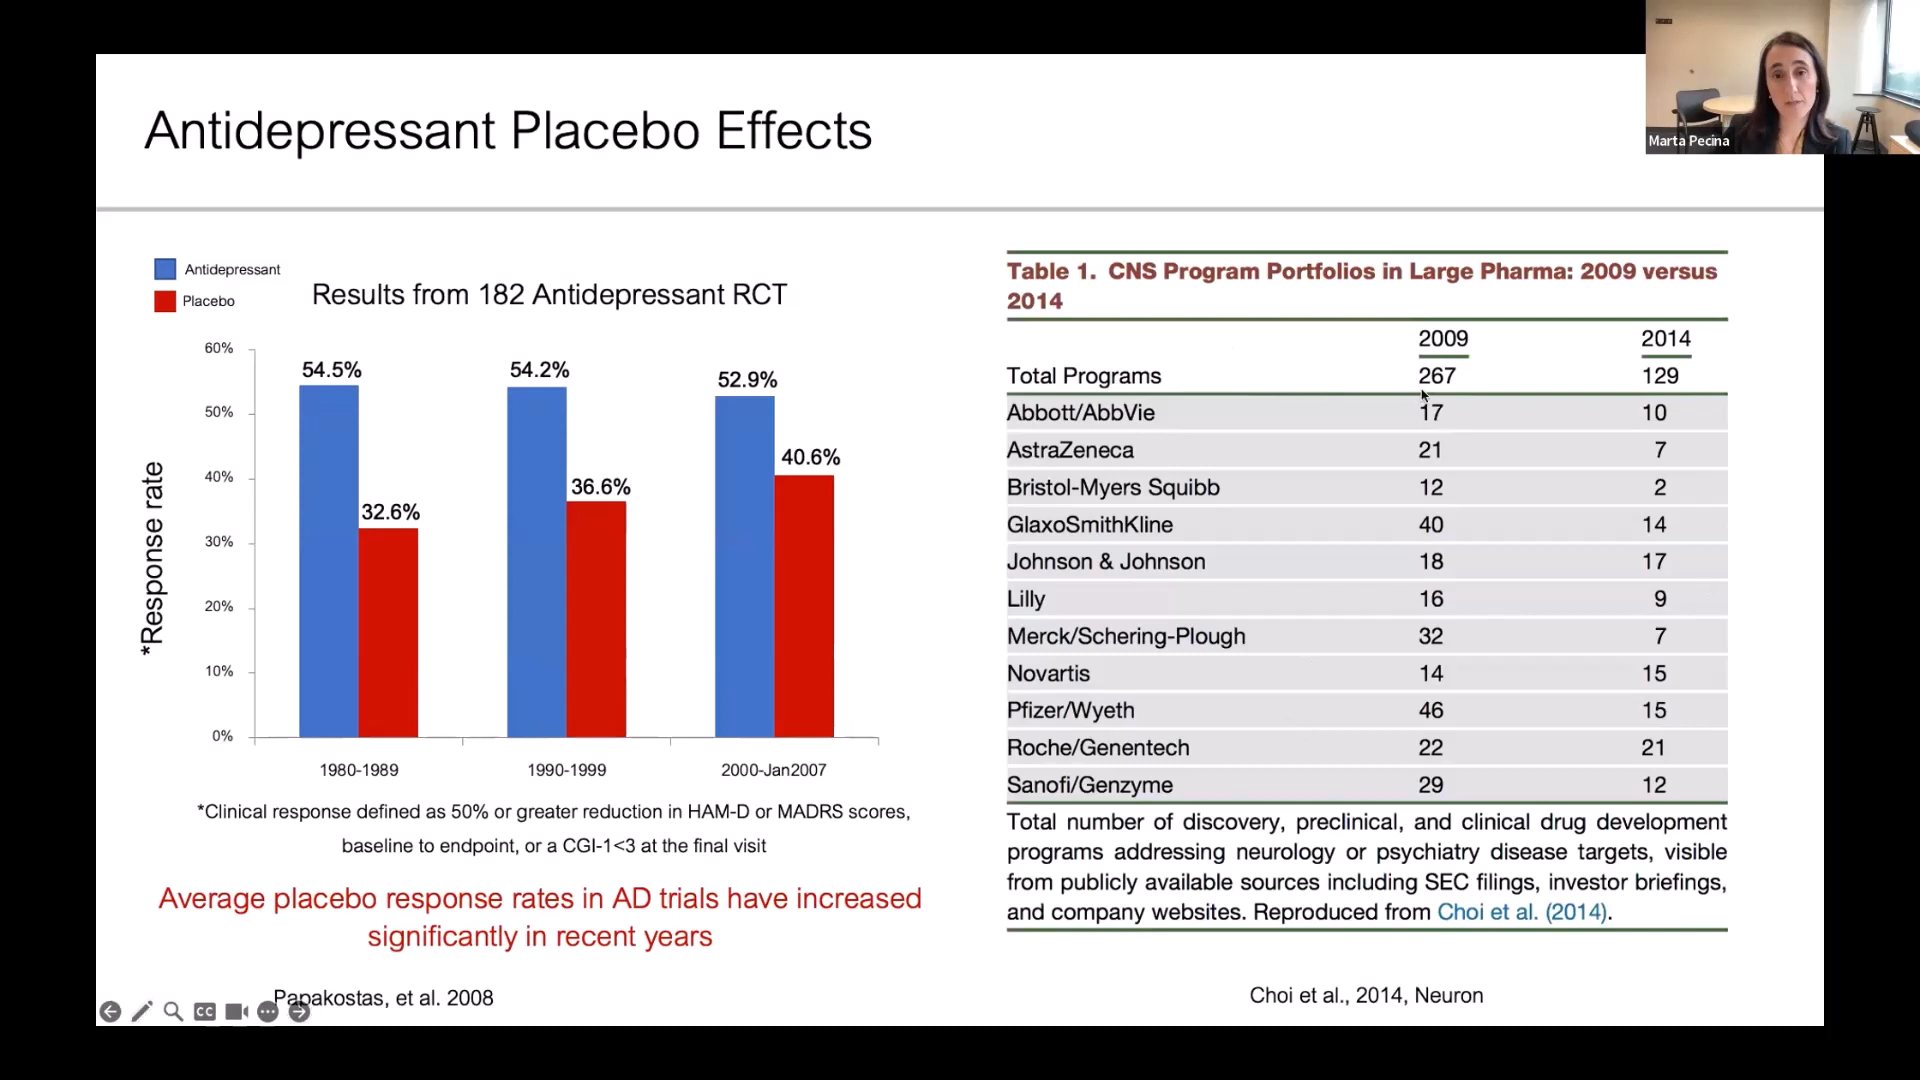 Antidepressant Placebo Effects
Marta Pecina
Antidepressant
Placebo
Results from 182 Antidepressant RCT
*Response rate
60%
50%
40%
30%
20%
10%
0%
54.5%
32.6%
54.2%
36.6%
52.9%
40.6%
1980-1989
1990-1999
2000-Jan2007
*Clinical response defined as 50% or greater reduction in HAM-D or MADRS scores,
baseline to endpoint, or a CGI-1<3 at the final visit
Average placebo response rates in AD trials have increased
significantly in recent years
Papakostas, et al. 2008
CC
Table 1. CNS Program Portfolios in Large Pharma: 2009 versus
2014
2009 2014
Total Programs 267 129
Abbott/AbbVie 17 10
AstraZeneca 21 7
Bristol-Myers Squibb 12 2
GlaxoSmithKline 40 14
Johnson & Johnson 18 17
Lilly 16 9
Merck/Schering-Plough 32 7
Novartis 14 15
Pfizer/Wyeth 46 15
Roche/Genentech 22 21
Sanofi/Genzyme 29 12
Total number of discovery, preclinical, and clinical drug development
programs addressing neurology or psychiatry disease targets, visible
from publicly available sources including SEC filings, investor briefings,
and company websites. Reproduced from Choi et al. (2014).
Choi et al., 2014, Neuron